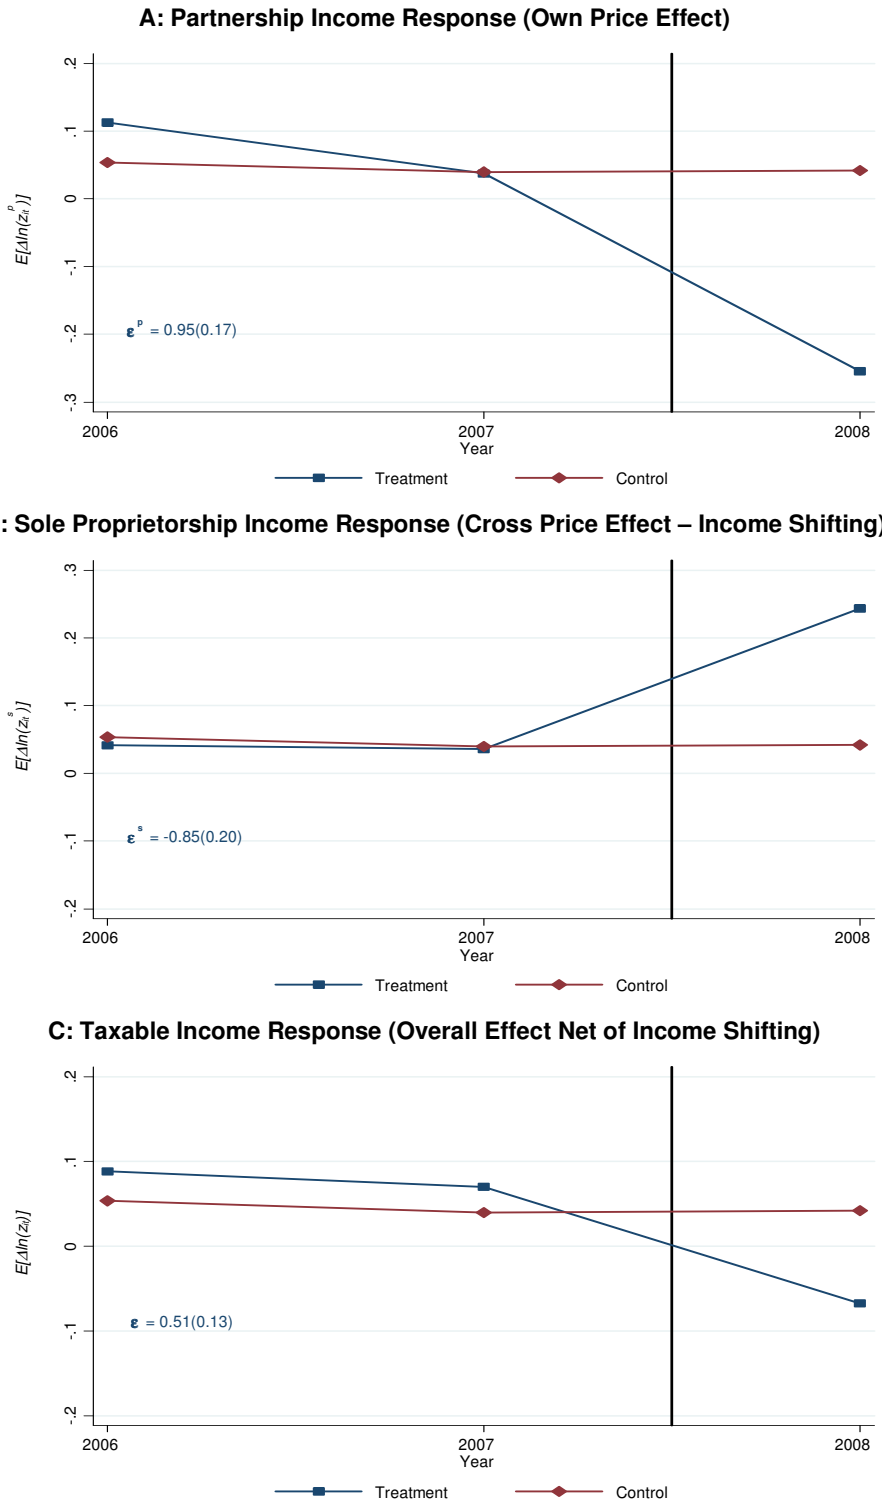 A: Partnership Income Response (Own Price Effect)
.2
.1
0
-.1
-.2
-.3
E[Δln(z_it^p)]
ε^p = 0.95(0.17)
2006 2007 2008
Year
Treatment Control
: Sole Proprietorship Income Response (Cross Price Effect – Income Shifting)
.3
.2
.1
0
-.1
-.2
E[Δln(z_it^s)]
ε^s = -0.85(0.20)
2006 2007 2008
Year
Treatment Control
C: Taxable Income Response (Overall Effect Net of Income Shifting)
.2
.1
0
-.1
-.2
E[Δln(z_it)]
ε = 0.51(0.13)
2006 2007 2008
Year
Treatment Control